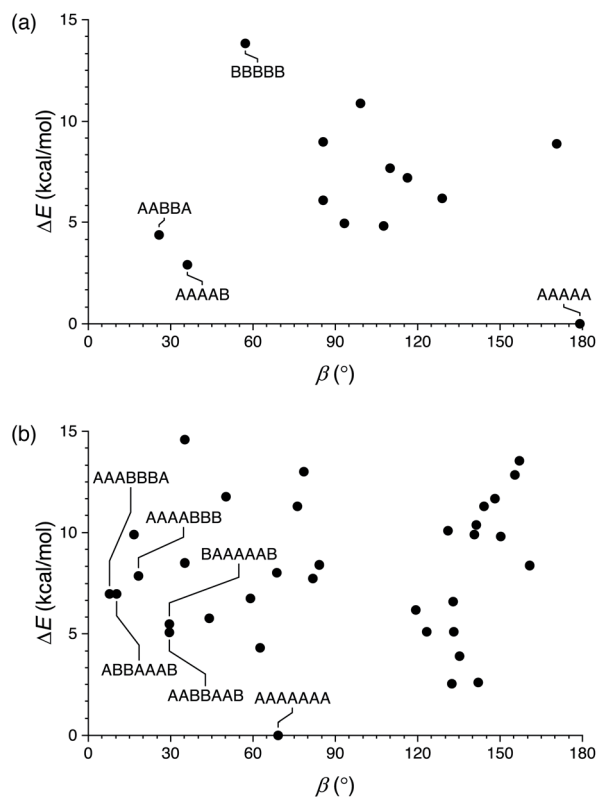 (a)
15
10
5
0
ΔE (kcal/mol)
BBBBB
AABBA
AAAAB
AAAAA
0 30 60 90 120 150 180
β (°)
(b)
15
10
5
0
ΔE (kcal/mol)
AAABBBA
AAAABBB
BAAAAAB
ABBAAAB
AABBAAB
AAAAAAA
0 30 60 90 120 150 180
β (°)